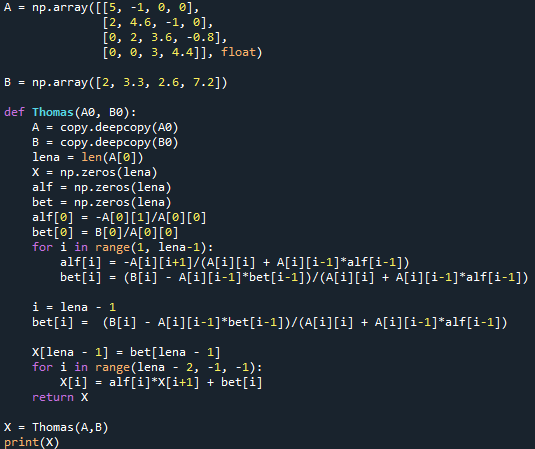 A = np.array([[5, -1, 0, 0],
              [2, 4.6, -1, 0],
              [0, 2, 3.6, -0.8],
              [0, 0, 3, 4.4]], float)

B = np.array([2, 3.3, 2.6, 7.2])

def Thomas(A0, B0):
    A = copy.deepcopy(A0)
    B = copy.deepcopy(B0)
    lena = len(A[0])
    X = np.zeros(lena)
    alf = np.zeros(lena)
    bet = np.zeros(lena)
    alf[0] = -A[0][1]/A[0][0]
    bet[0] = B[0]/A[0][0]
    for i in range(1, lena-1):
        alf[i] = -A[i][i+1]/(A[i][i] + A[i][i-1]*alf[i-1])
        bet[i] = (B[i] - A[i][i-1]*bet[i-1])/(A[i][i] + A[i][i-1]*alf[i-1])

    i = lena - 1
    bet[i] =  (B[i] - A[i][i-1]*bet[i-1])/(A[i][i] + A[i][i-1]*alf[i-1])

    X[lena - 1] = bet[lena - 1]
    for i in range(lena - 2, -1, -1):
        X[i] = alf[i]*X[i+1] + bet[i]
    return X

X = Thomas(A,B)
print(X)